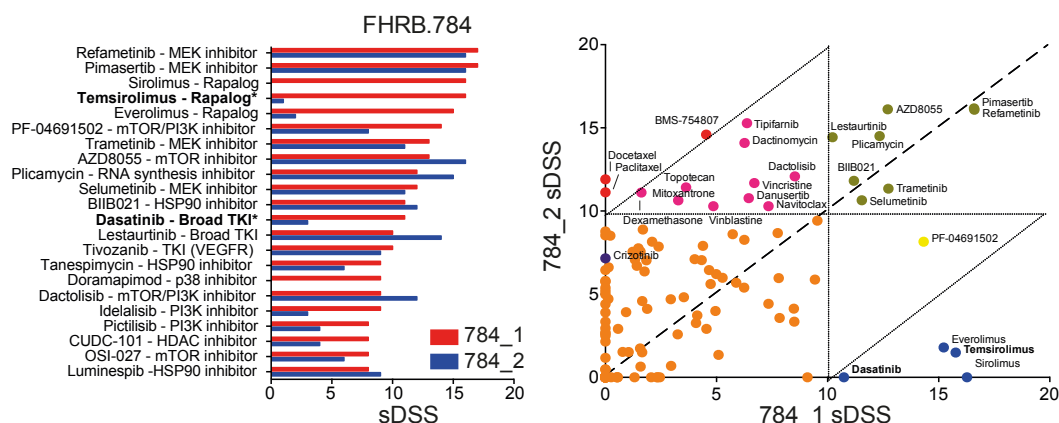 FHRB.784
Refametinib - MEK inhibitor
Pimasertib - MEK inhibitor
Sirolimus - Rapalog
Temsirolimus - Rapalog*
Everolimus - Rapalog
PF-04691502 - mTOR/PI3K inhibitor
Trametinib - MEK inhibitor
AZD8055 - mTOR inhibitor
Plicamycin - RNA synthesis inhibitor
Selumetinib - MEK inhibitor
BIIB021 - HSP90 inhibitor
Dasatinib - Broad TKI*
Lestaurtinib - Broad TKI
Tivozanib - TKI (VEGFR)
Tanespimycin - HSP90 inhibitor
Doramapimod - p38 inhibitor
Dactolisib - mTOR/PI3K inhibitor
Idelalisib - PI3K inhibitor
Pictilisib - PI3K inhibitor
CUDC-101 - HDAC inhibitor
OSI-027 - mTOR inhibitor
Luminespib -HSP90 inhibitor
784_1
784_2
0 5 10 15 20
sDSS
784_2 sDSS
20
15
10
5
0
BMS-754807
Tipifarnib
Dactinomycin
Docetaxel
Paclitaxel
Topotecan
Dactolisib
Mitoxantrone
Vincristine
Danusertib
Navitoclax
Dexamethasone
Vinblastine
Crizotinib
AZD8055
Pimasertib
Refametinib
Lestaurtinib
Plicamycin
BIIB021
Trametinib
Selumetinib
PF-04691502
Everolimus
Temsirolimus
Sirolimus
Dasatinib
0 5 10 15 20
784_1 sDSS